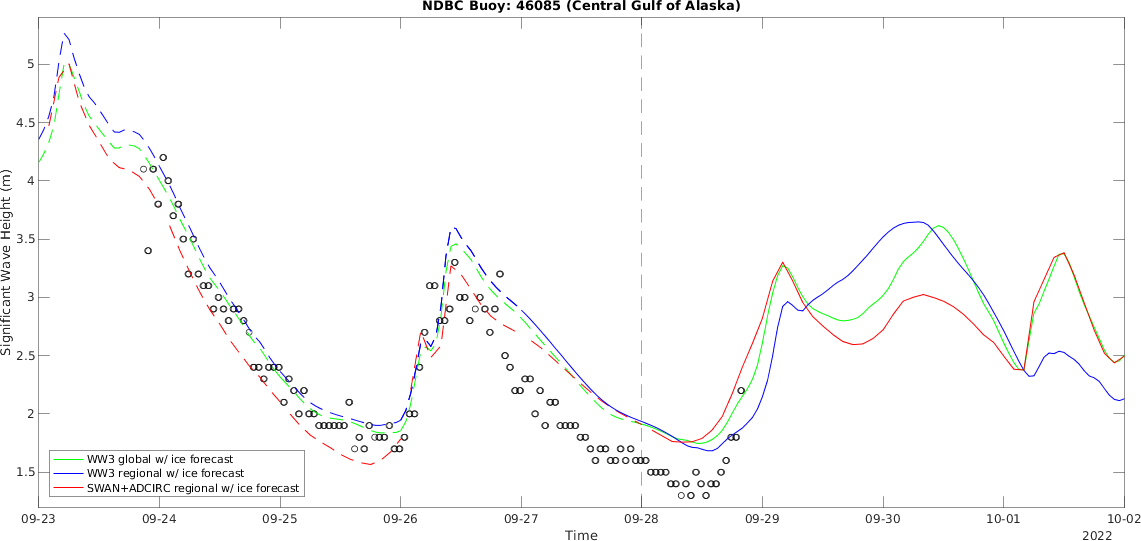 NDBC Buoy: 46085 (Central Gulf of Alaska)
Significant Wave Height (m)
5
4.5
4
3.5
3
2.5
2
1.5
WW3 global w/ ice forecast
WW3 regional w/ ice forecast
SWAN+ADCIRC regional w/ ice forecast
09-23 09-24 09-25 09-26 09-27 09-28 09-29 09-30 10-01 10-02
Time
2022